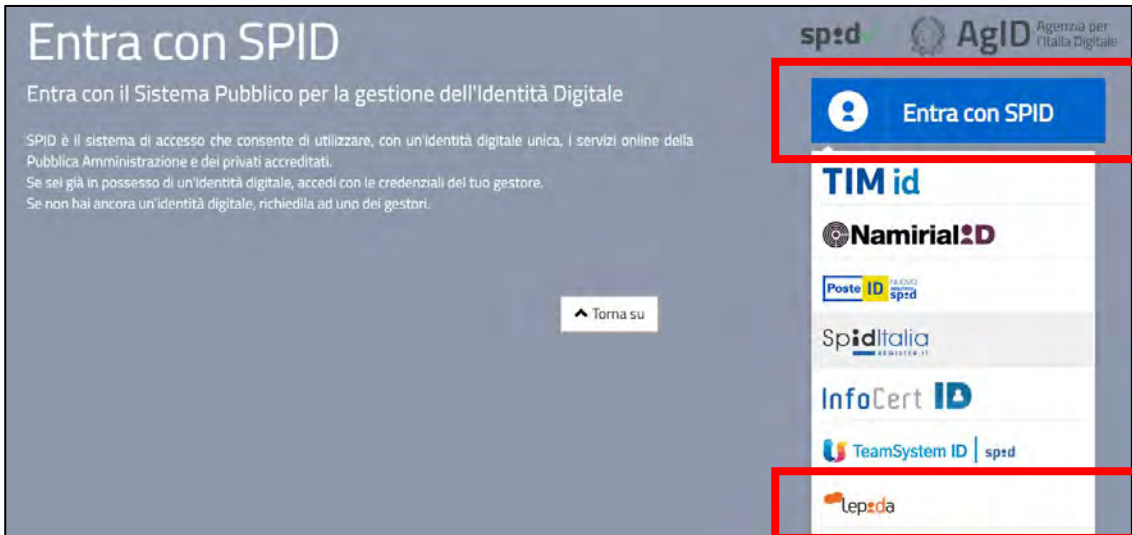 Entra con SPID
Entra con il Sistema Pubblico per la gestione dell'Identità Digitale
SPID è il sistema di accesso che consente di utilizzare, con un'identità digitale unica, i servizi online della
Pubblica Amministrazione e dei privati accreditati.
Se sei già in possesso di un'identità digitale, accedi con le credenziali del tuo gestore.
Se non hai ancora un'identità digitale, richiedila ad uno dei gestori.
Torna su
spid
AgID Agenzia per
l'Italia Digitale
Entra con SPID
TIM id
Namirial ID
Poste ID
spid
SpidItalia
REGISTER.IT
InfoCert ID
TeamSystem ID | spid
lepida